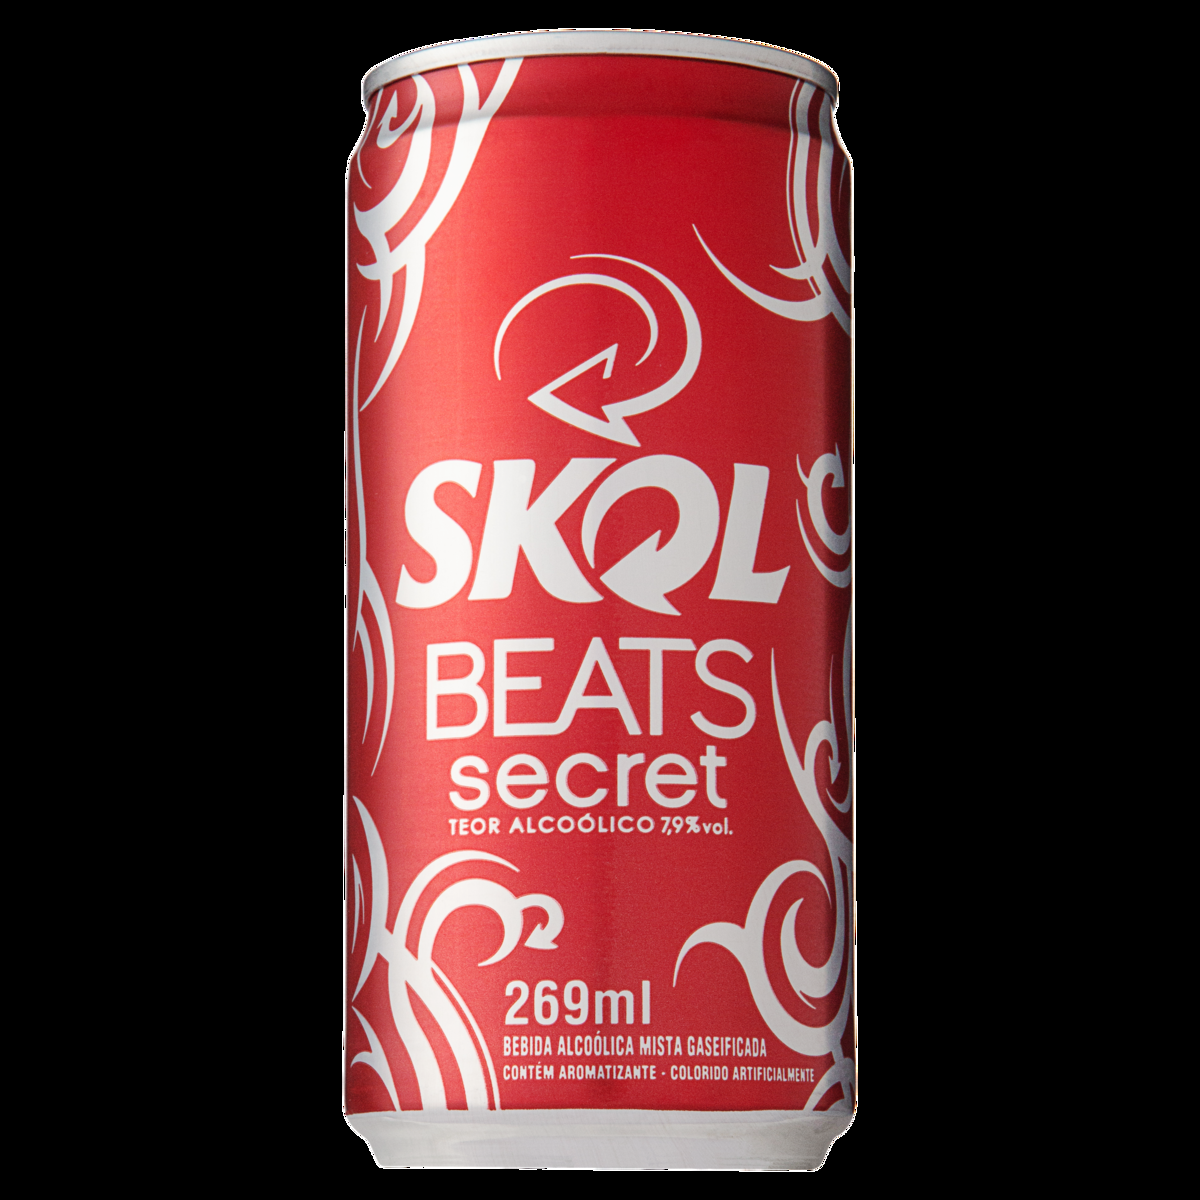 SKOL
BEATS
secret
TEOR ALCOÓLICO 7,9%vol.
269ml
BEBIDA ALCOÓLICA MISTA GASEIFICADA
CONTÉM AROMATIZANTE - COLORIDO ARTIFICIALMENTE